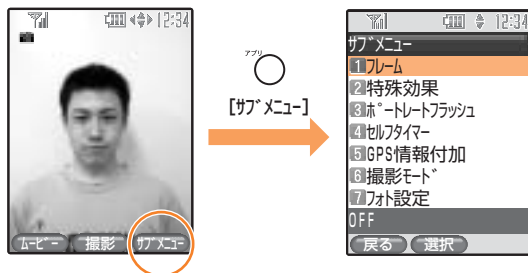 12:34
ムービー 撮影 サブメニュー
アプリ
[サブメニュー]
12:34
サブメニュー
1フレーム
2特殊効果
3ポートレートフラッシュ
4セルフタイマー
5GPS情報付加
6撮影モード
7フォト設定
OFF
戻る 選択